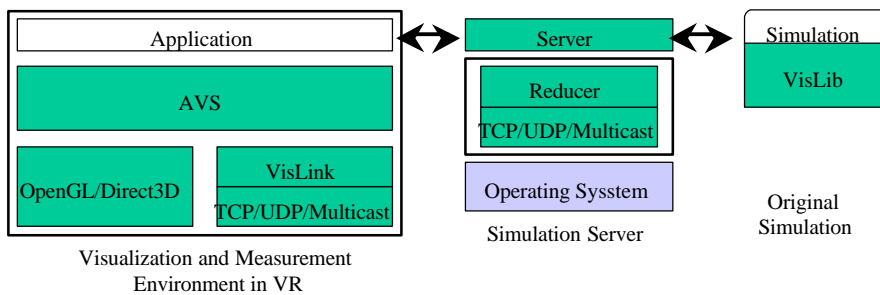 Application
AVS
OpenGL/Direct3D
VisLink
TCP/UDP/Multicast
Visualization and Measurement
Environment in VR
Server
Reducer
TCP/UDP/Multicast
Operating Sysstem
Simulation Server
Simulation
VisLib
Original
Simulation